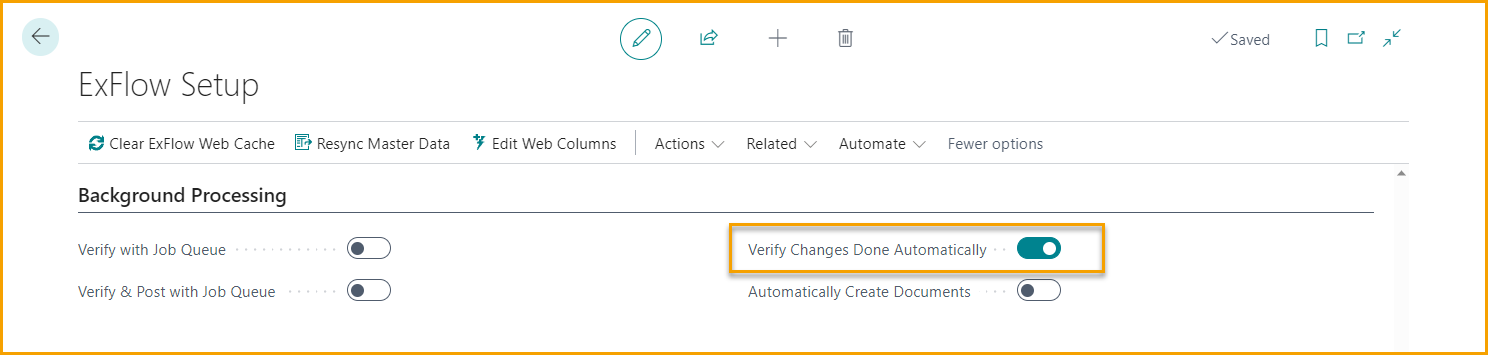 Saved
ExFlow Setup
Clear ExFlow Web Cache Resync Master Data Edit Web Columns Actions Related Automate Fewer options
Background Processing
Verify with Job Queue Verify Changes Done Automatically
Verify & Post with Job Queue Automatically Create Documents